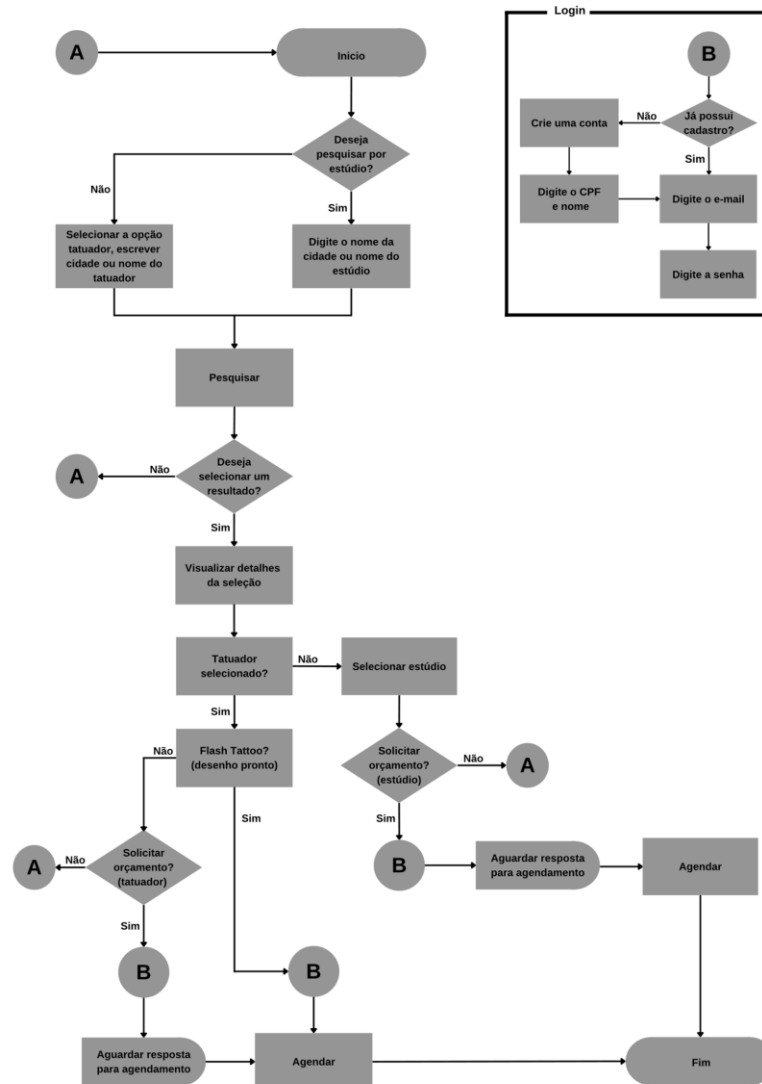 Login
A
Inicio
B
Deseja
pesquisar por
estúdio?
Não
Sim
Crie uma conta
Não
Já possui
cadastro?
Sim
Digite o CPF
e nome
Digite o e-mail
Digite a senha
Selecionar a opção
tatuador, escrever
cidade ou nome do
tatuador
Digite o nome da
cidade ou nome do
estúdio
Pesquisar
A
Não
Deseja
selecionar um
resultado?
Sim
Visualizar detalhes
da seleção
Tatuador
selecionado?
Não
Selecionar estúdio
Sim
Não
Flash Tattoo?
(desenho pronto)
Solicitar
orçamento?
(estúdio)
Não
A
Sim
Sim
A
Não
Solicitar
orçamento?
(tatuador)
B
Aguardar resposta
para agendamento
Agendar
Sim
B
B
Aguardar resposta
para agendamento
Agendar
Fim